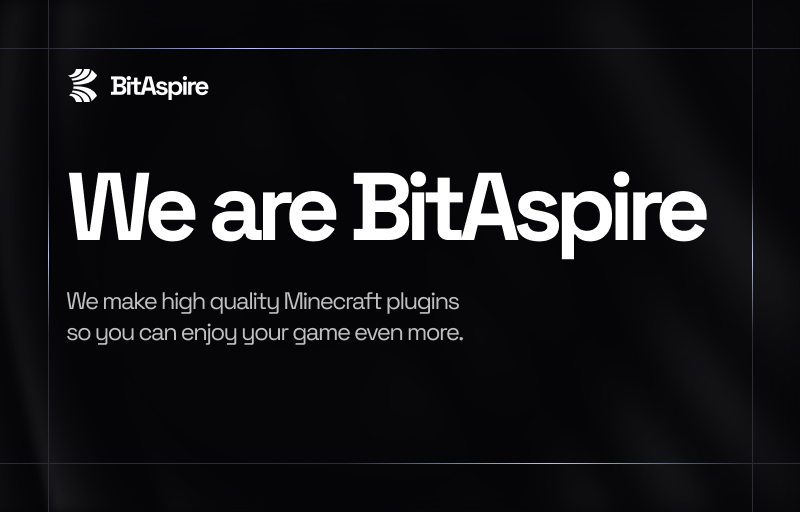 BitAspire
We are BitAspire
We make high quality Minecraft plugins
so you can enjoy your game even more.